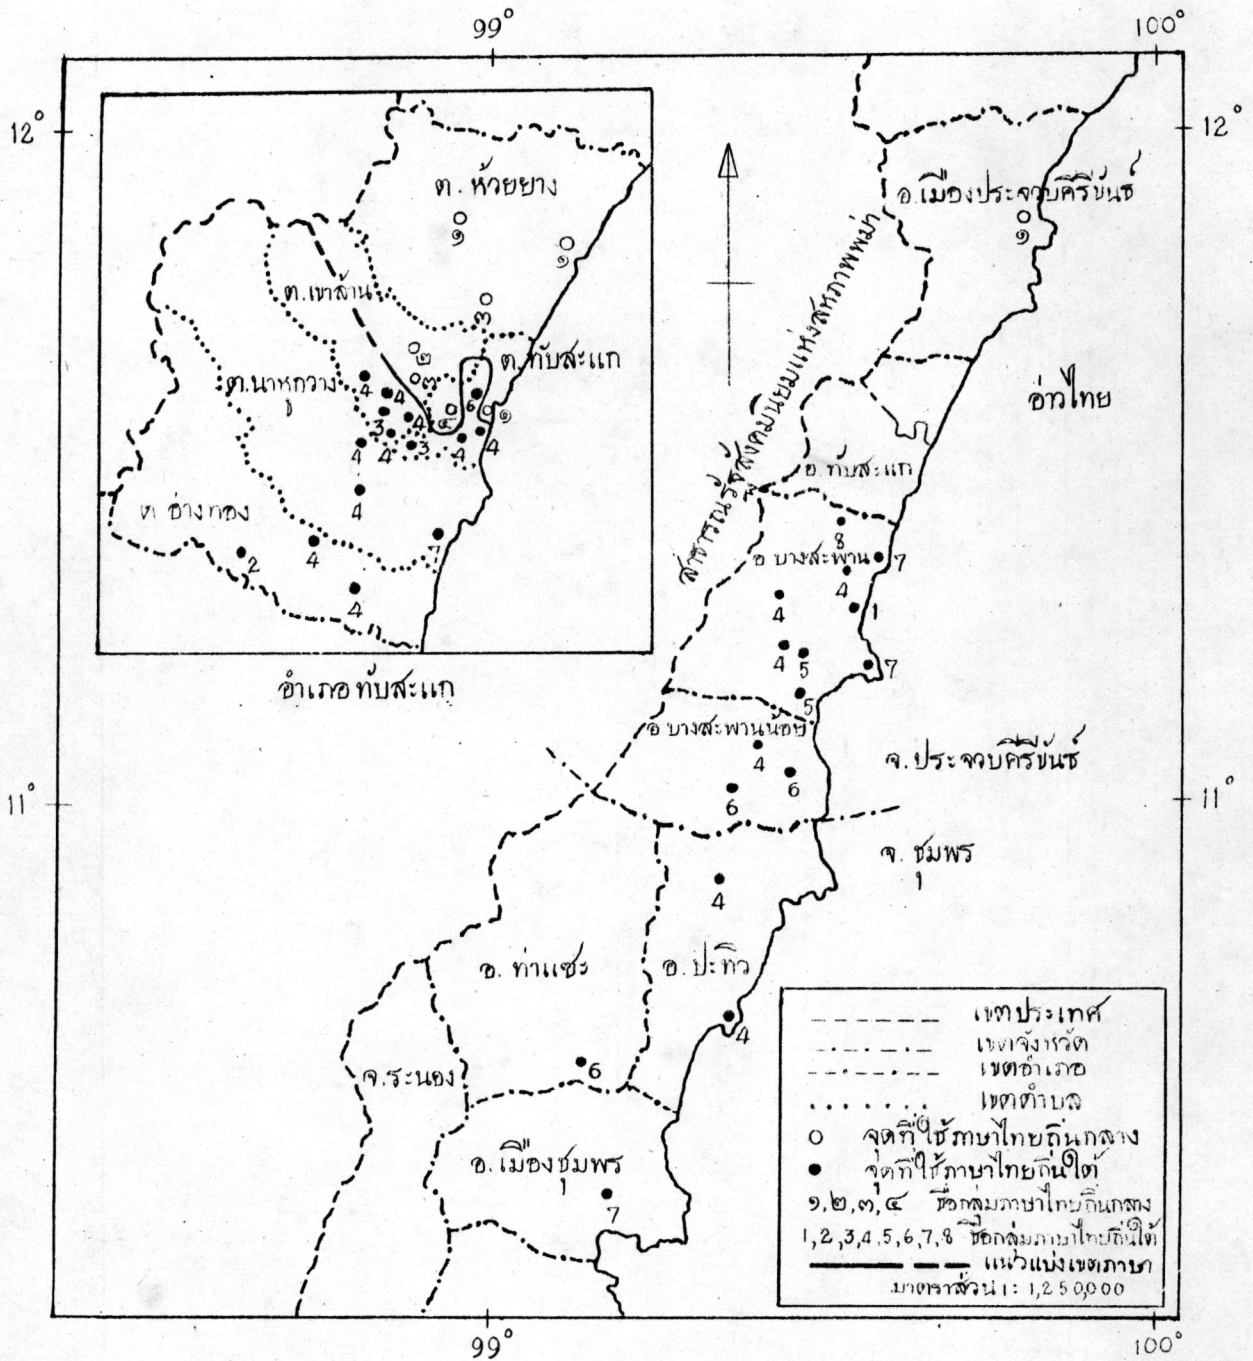 99°
100°
12°
12°
ต. ห้วยยาง
๑
๑
ต. เขาล้าน
๓
๒
๓
ต. ทับสะแก
ต. นาหูกวาง
4
4
6
๔
๑
3
4
4
4
3
4
4
4
ต อ่างทอง
2
4
7
4
อำเภอทับสะแก
อ. เมืองประจวบคีรีขันธ์
๑
สาธารณรัฐสังคมนิยมแห่งสหภาพพม่า
อ่าวไทย
อ. ทับสะแก
8
อ บางสะพาน
7
4
4
1
4
5
7
5
อ บางสะพานน้อย
4
6
6
จ. ประจวบคีรีขันธ์
11°
11°
จ. ชุมพร
4
อ. ท่าแซะ
อ. ปะทิว
4
6
จ. ระนอง
อ. เมืองชุมพร
7
เขตประเทศ
เขตจังหวัด
เขตอำเภอ
เขตตำบล
จุดที่ใช้ภาษาไทยถิ่นกลาง
จุดที่ใช้ภาษาไทยถิ่นใต้
๑,๒,๓,๔ ชื่อกลุ่มภาษาไทยถิ่นกลาง
1,2,3,4,5,6,7,8 ชื่อกลุ่มภาษาไทยถิ่นใต้
แนวแบ่งเขตภาษา
มาตราส่วน 1 : 1,250,000
99°
100°